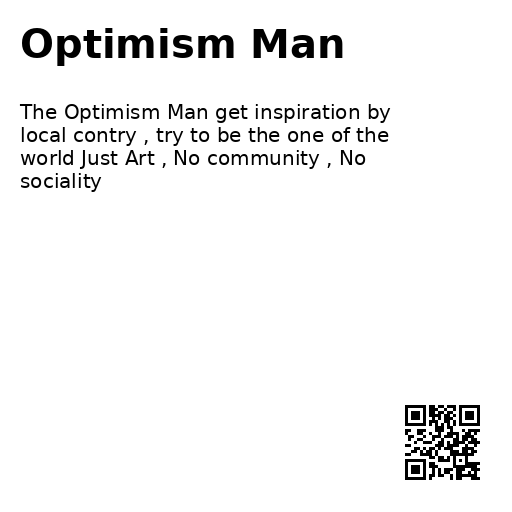 Optimism Man
The Optimism Man get inspiration by
local contry , try to be the one of the
world Just Art , No community , No
sociality